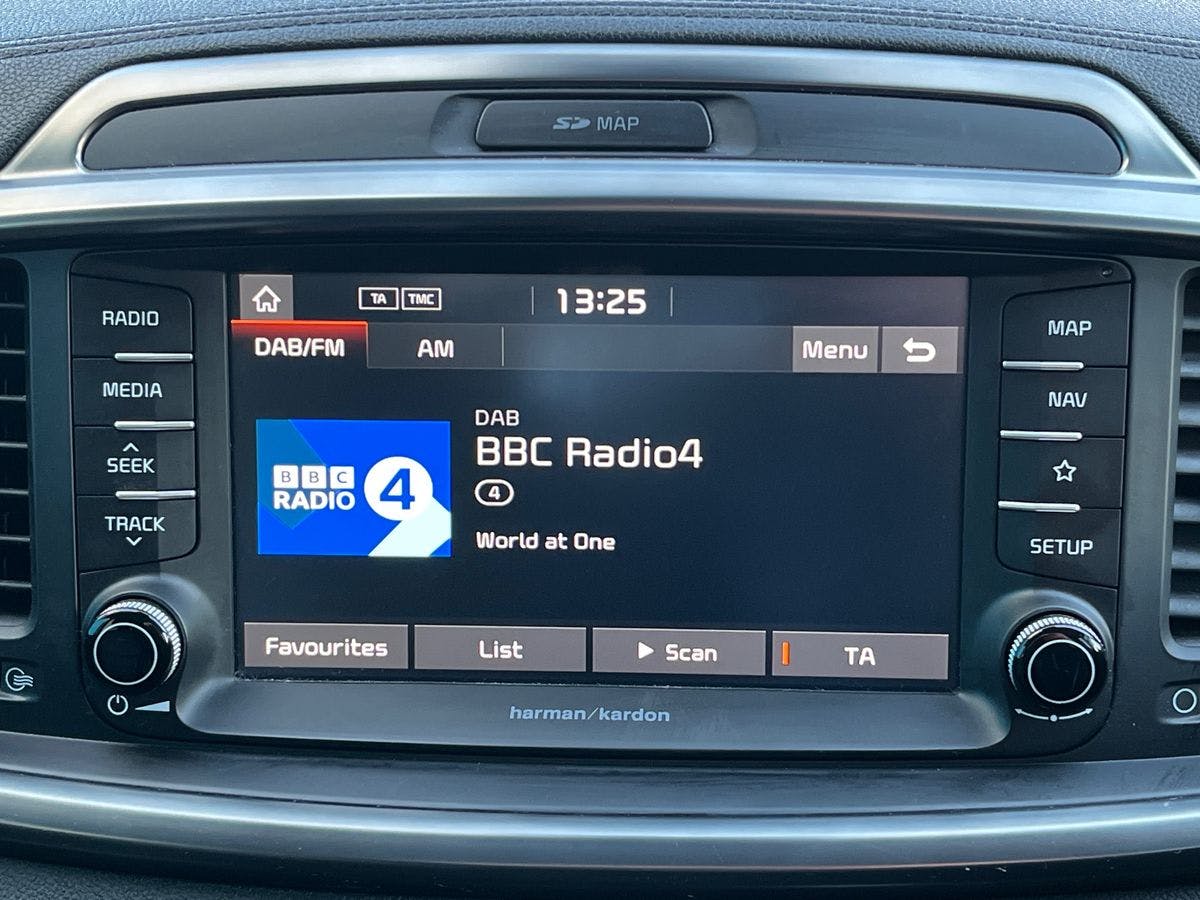 SD MAP
TA TMC 13:25
DAB/FM AM Menu
RADIO
MEDIA
SEEK
TRACK
DAB
BBC Radio4
4
World at One
BBC
RADIO 4
Favourites List Scan TA
MAP
NAV
SETUP
harman/kardon